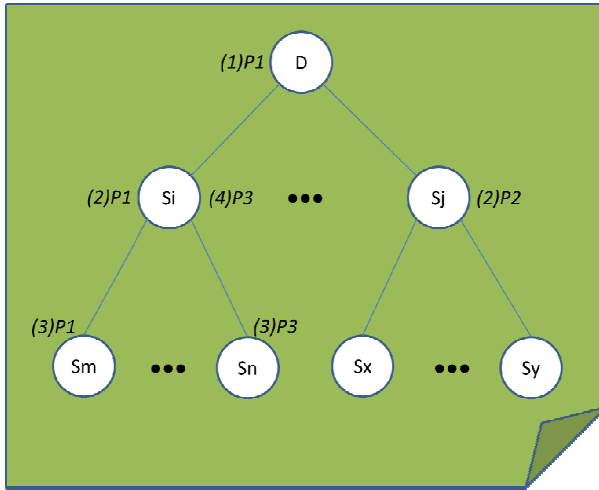 (1)P1 D
(2)P1 Si (4)P3 ••• Sj (2)P2
(3)P1 (3)P3
Sm ••• Sn Sx ••• Sy